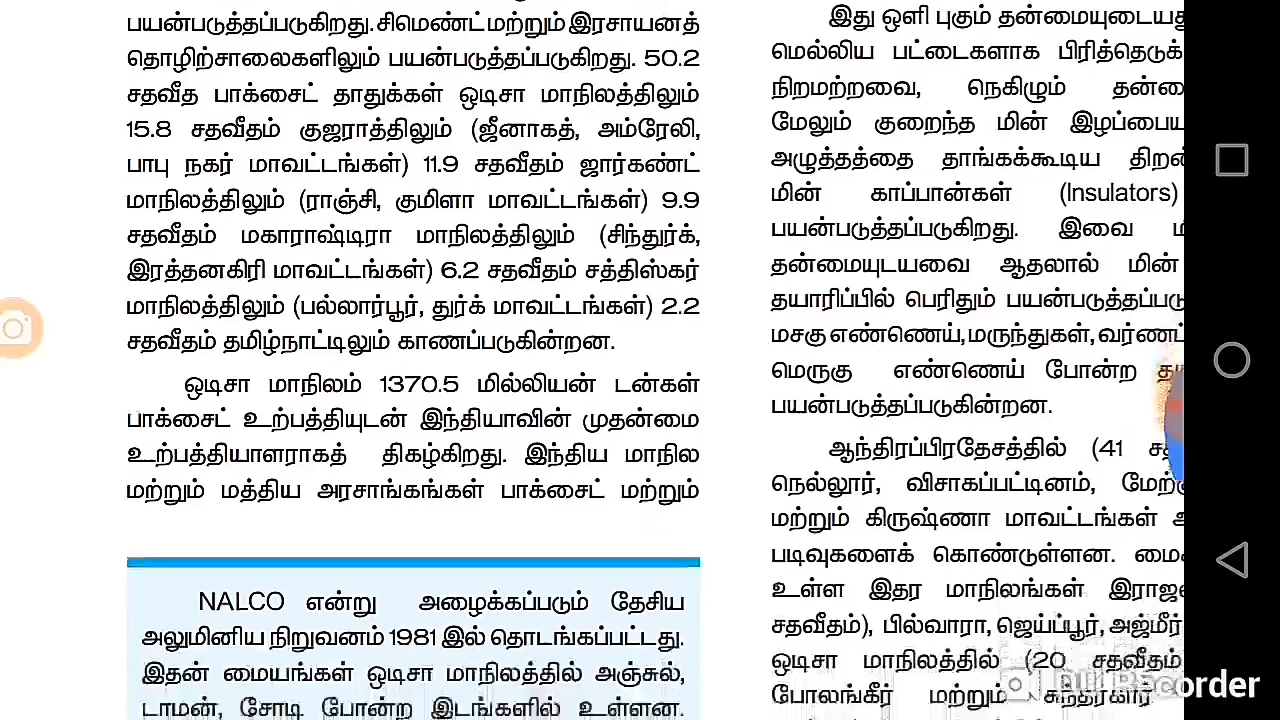 பயன்படுத்தப்படுகிறது. சிமெண்ட் மற்றும் இரசாயனத்
தொழிற்சாலைகளிலும் பயன்படுத்தப்படுகிறது. 50.2
சதவீத பாக்சைட் தாதுக்கள் ஒடிசா மாநிலத்திலும்
15.8 சதவீதம் குஜராத்திலும் (ஜீனாகத், அம்ரேலி,
பாபு நகர் மாவட்டங்கள்) 11.9 சதவீதம் ஜார்கண்ட்
மாநிலத்திலும் (ராஞ்சி, குமிளா மாவட்டங்கள்) 9.9
சதவீதம் மகாராஷ்டிரா மாநிலத்திலும் (சிந்துர்க்,
இரத்தனகிரி மாவட்டங்கள்) 6.2 சதவீதம் சத்திஸ்கர்
மாநிலத்திலும் (பல்லார்பூர், துர்க் மாவட்டங்கள்) 2.2
சதவீதம் தமிழ்நாட்டிலும் காணப்படுகின்றன.
ஒடிசா மாநிலம் 1370.5 மில்லியன் டன்கள்
பாக்சைட் உற்பத்தியுடன் இந்தியாவின் முதன்மை
உற்பத்தியாளராகத் திகழ்கிறது. இந்திய மாநில
மற்றும் மத்திய அரசாங்கங்கள் பாக்சைட் மற்றும்
NALCO என்று அழைக்கப்படும் தேசிய
அலுமினிய நிறுவனம் 1981 இல் தொடங்கப்பட்டது.
இதன் மையங்கள் ஒடிசா மாநிலத்தில் அஞ்சுல்,
டாமன், சோடி போன்ற இடங்களில் உள்ளன.
இது ஒளி புகும் தன்மையுடையது
மெல்லிய பட்டைகளாக பிரித்தெடுக்
நிறமற்றவை, நெகிழும் தன்மை
மேலும் குறைந்த மின் இழப்பைய
அழுத்தத்தை தாங்கக்கூடிய திறன்
மின் காப்பான்கள் (Insulators)
பயன்படுத்தப்படுகிறது. இவை
தன்மையுடயவை ஆதலால் மின்
தயாரிப்பில் பெரிதும் பயன்படுத்தப்படு
மசகு எண்ணெய், மருந்துகள், வர்ணப்
மெருகு எண்ணெய் போன்ற
பயன்படுத்தப்படுகின்றன.
ஆந்திரப்பிரதேசத்தில் (41
நெல்லூர், விசாகப்பட்டினம்,
மற்றும் கிருஷ்ணா மாவட்டங்கள்
படிவுகளைக் கொண்டுள்ளன.
உள்ள இதர மாநிலங்கள்
சதவீதம்), பில்வாரா, ஜெய்ப்பூர், அஜ்மீர்
ஒடிசா மாநிலத்தில் (20 சதவீதம்
போலங்கீர் மற்றும்
DU Recorder